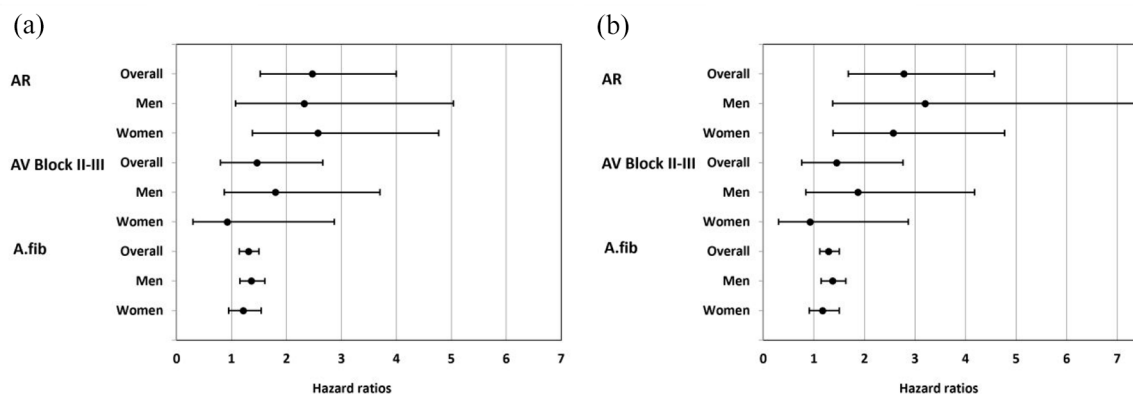 (a)
AR
Overall
Men
Women
AV Block II-III
Overall
Men
Women
A.fib
Overall
Men
Women
0 1 2 3 4 5 6 7
Hazard ratios
(b)
AR
Overall
Men
Women
AV Block II-III
Overall
Men
Women
A.fib
Overall
Men
Women
0 1 2 3 4 5 6 7
Hazard ratios